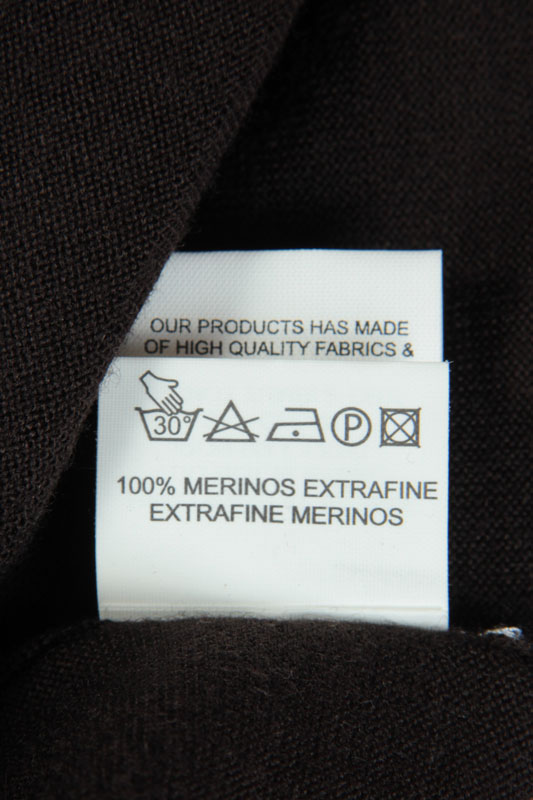 OUR PRODUCTS HAS MADE
OF HIGH QUALITY FABRICS &
30°
P
100% MERINOS EXTRAFINE
EXTRAFINE MERINOS